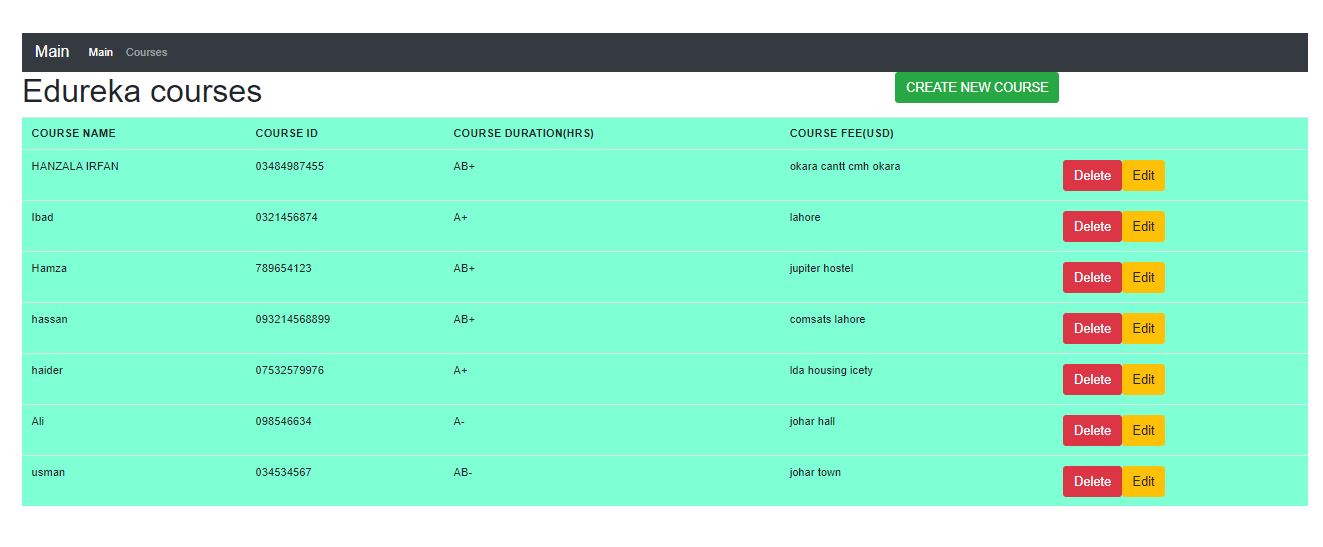 Main Main Courses
Edureka courses CREATE NEW COURSE
COURSE NAME COURSE ID COURSE DURATION(HRS) COURSE FEE(USD)
HANZALA IRFAN 03484987455 AB+ okara cantt cmh okara Delete Edit
Ibad 0321456874 A+ lahore Delete Edit
Hamza 789654123 AB+ jupiter hostel Delete Edit
hassan 093214568899 AB+ comsats lahore Delete Edit
haider 07532579976 A+ lda housing icety Delete Edit
Ali 098546634 A- johar hall Delete Edit
usman 034534567 AB- johar town Delete Edit